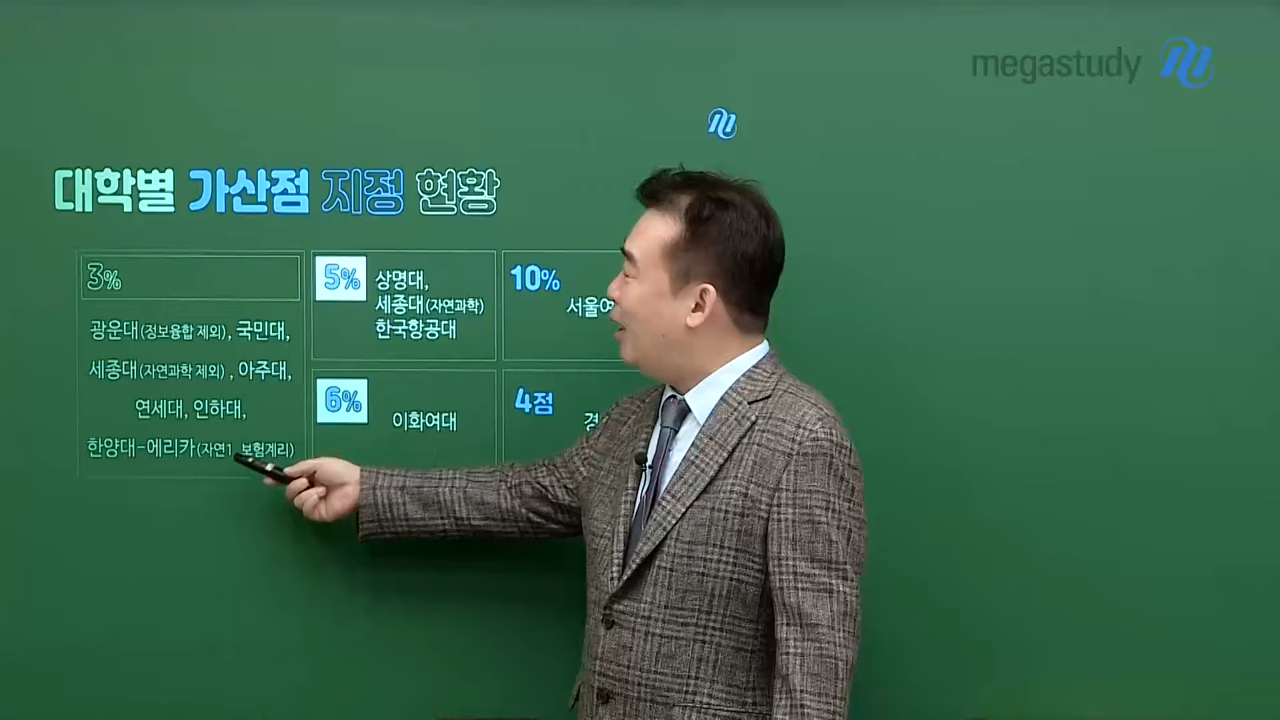 megastudy
대학별 가산점 지정 현황
3%
광운대(정보융합 제외), 국민대,
세종대(자연과학 제외) , 아주대,
연세대, 인하대,
한양대-에리카(자연1 보험계리)
5%
상명대,
세종대(자연과학)
한국항공대
10%
6%
이화여대
4점